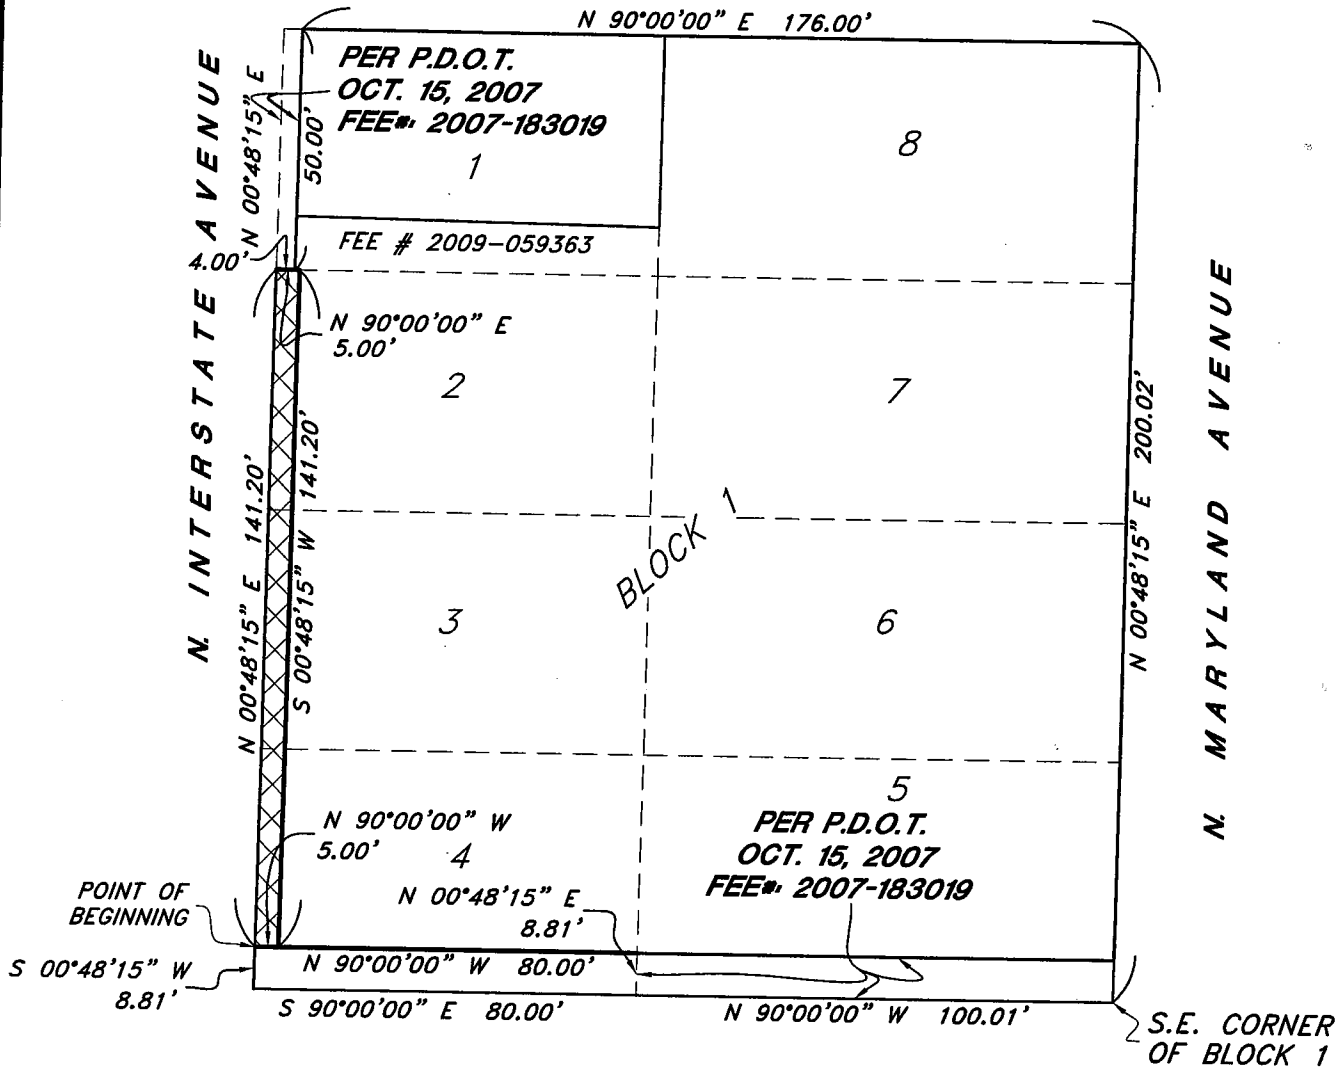 N 90°00'00" E 176.00'
PER P.D.O.T.
OCT. 15, 2007
FEE#: 2007-183019
1
8
N 00°48'15" E
50.00'
N. INTERSTATE AVENUE
4.00'
FEE # 2009-059363
N 90°00'00" E
5.00'
2
7
N 00°48'15" E 141.20'
S 00°48'15" W 141.20'
BLOCK 1
N 00°48'15" E 200.02'
N. MARYLAND AVENUE
3
6
5
N 90°00'00" W
5.00'
4
PER P.D.O.T.
OCT. 15, 2007
FEE#: 2007-183019
N 00°48'15" E
8.81'
POINT OF
BEGINNING
S 00°48'15" W
8.81'
N 90°00'00" W 80.00'
S 90°00'00" E 80.00'
N 90°00'00" W 100.01'
S.E. CORNER
OF BLOCK 1